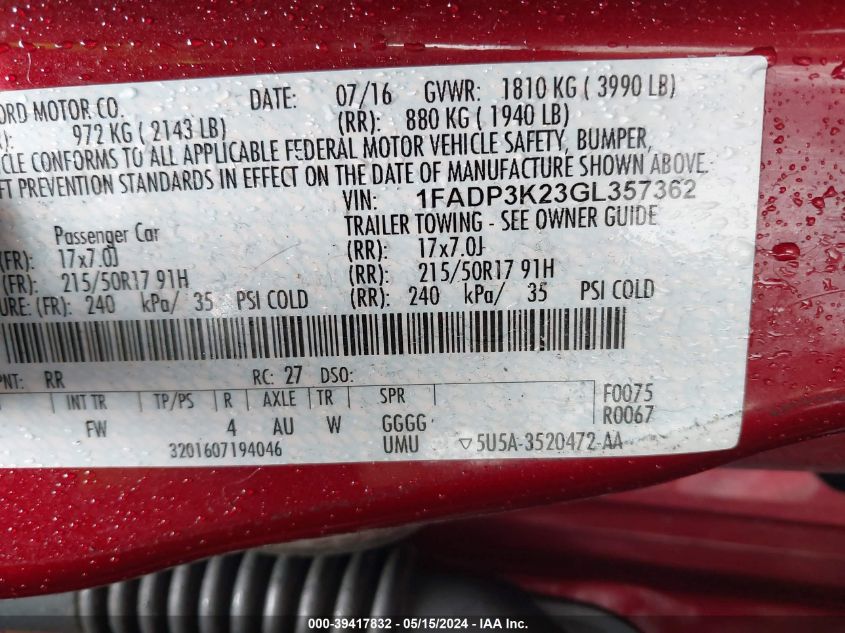 ORD MOTOR CO. DATE: 07/16 GVWR: 1810 KG ( 3990 LB)
972 KG ( 2143 LB) (RR): 880 KG ( 1940 LB)
CLE CONFORMS TO ALL APPLICABLE FEDERAL MOTOR VEHICLE SAFETY, BUMPER,
FT PREVENTION STANDARDS IN EFFECT ON THE DATE OF MANUFACTURE SHOWN ABOVE.
VIN: 1FADP3K23GL357362
Passenger Car TRAILER TOWING - SEE OWNER GUIDE
(FR): 17x7.0J (RR): 17x7.0J
(FR): 215/50R17 91H (RR): 215/50R17 91H
URE: (FR): 240 kPa/ 35 PSI COLD (RR): 240 kPa/ 35 PSI COLD
PNT: RR RC: 27 DSO:
INT TR TP/PS R AXLE TR SPR F0075
FW 4 AU W GGGG R0067
3201607194046 UMU ▽5U5A-3520472-AA
000-39417832 - 05/15/2024 - IAA Inc.